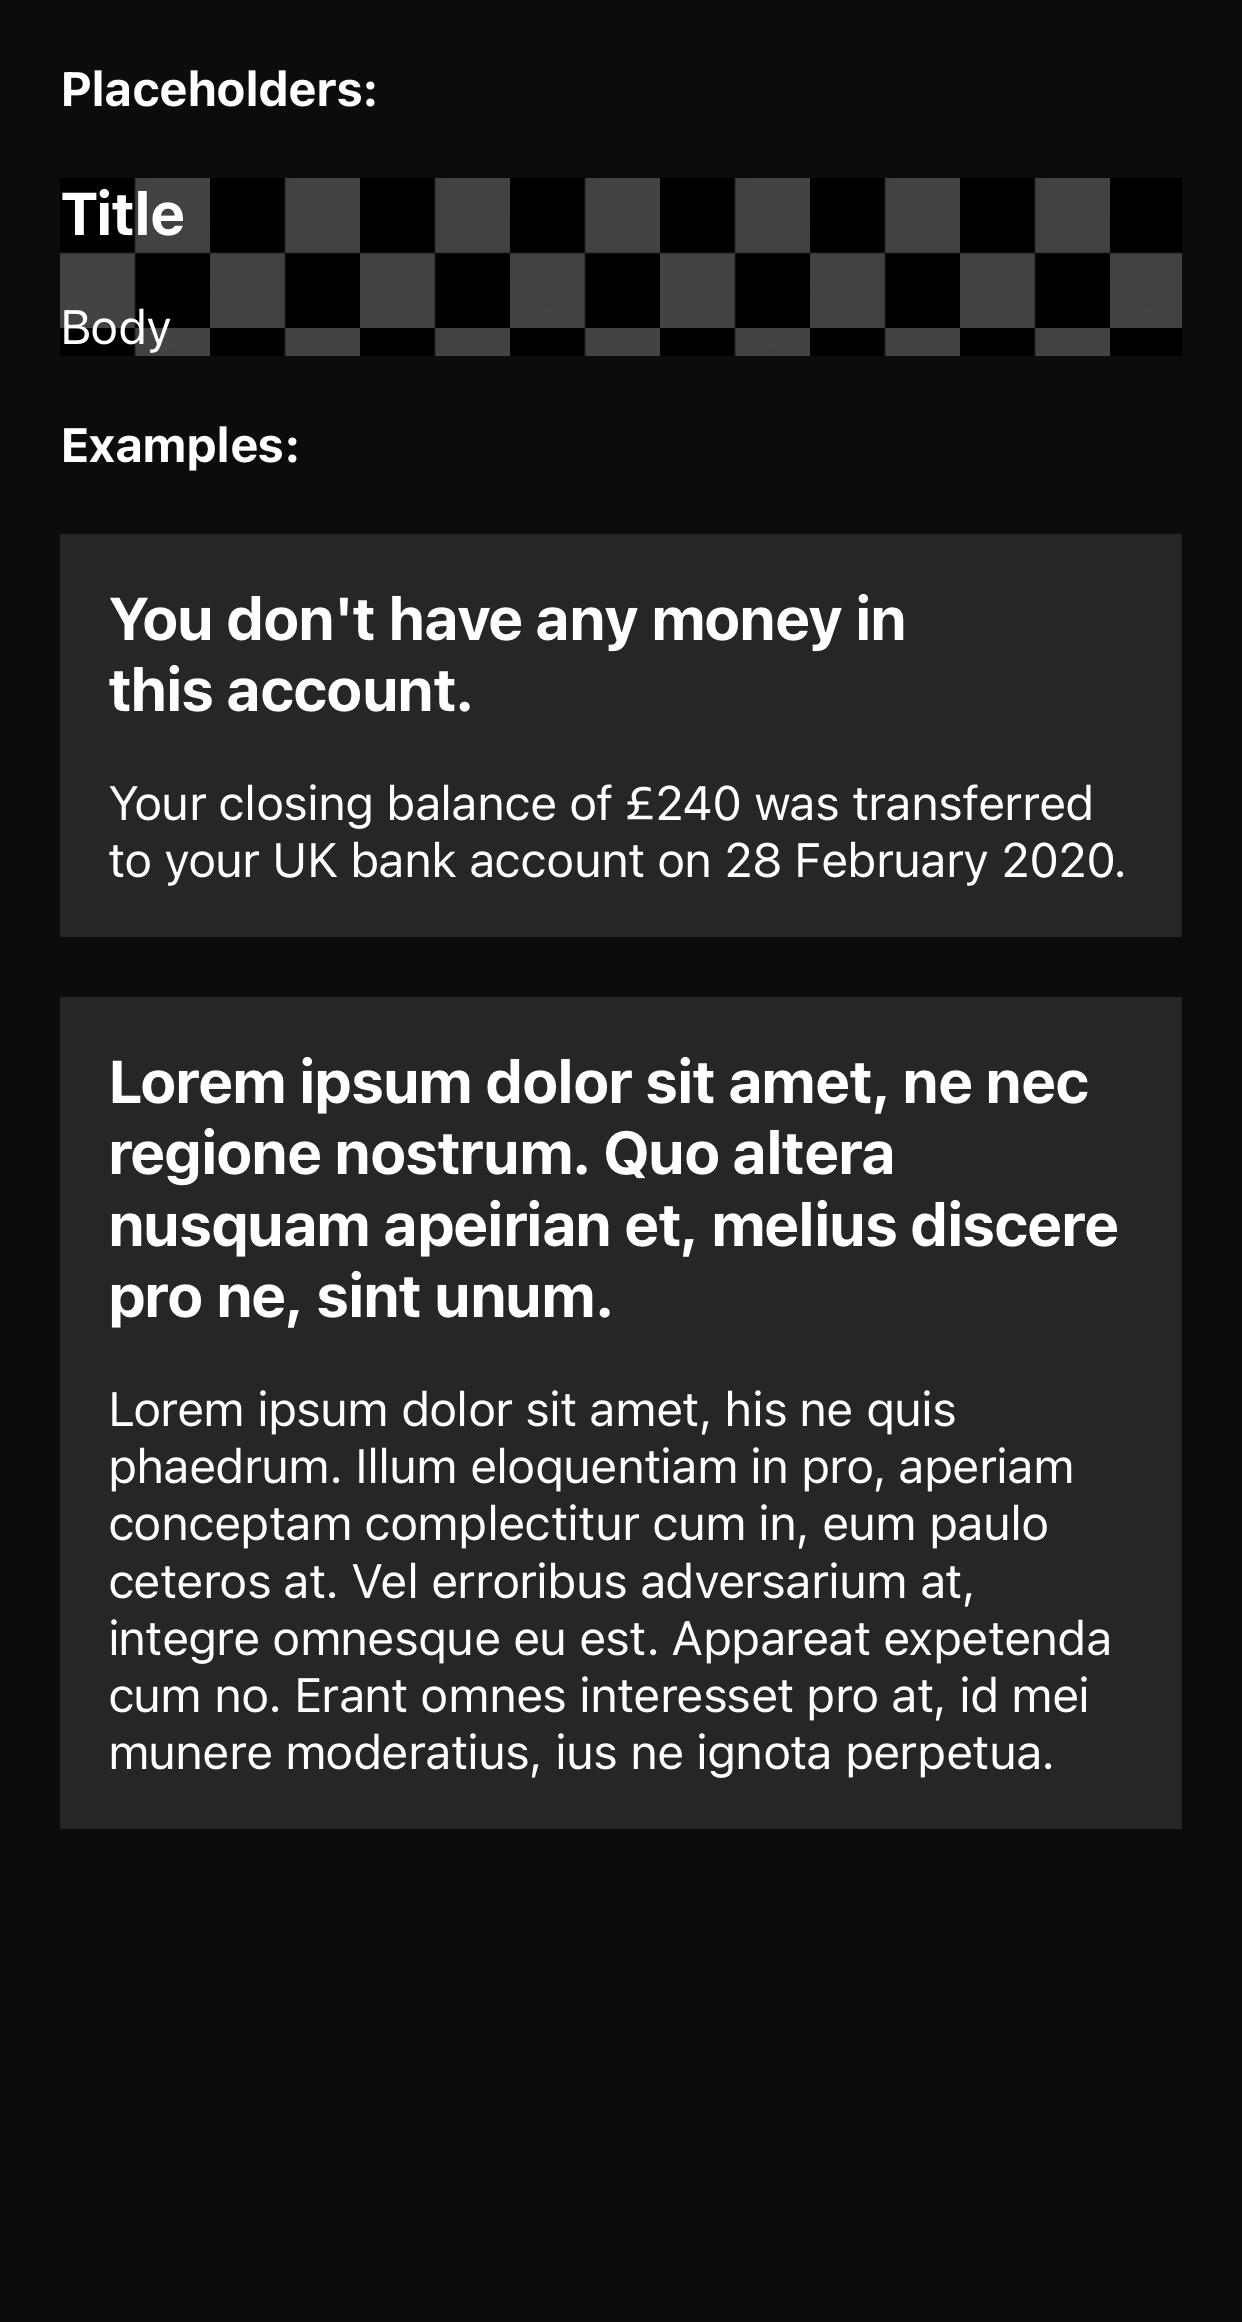 Placeholders:
Title
Body
Examples:
You don't have any money in
this account.
Your closing balance of £240 was transferred
to your UK bank account on 28 February 2020.
Lorem ipsum dolor sit amet, ne nec
regione nostrum. Quo altera
nusquam apeirian et, melius discere
pro ne, sint unum.
Lorem ipsum dolor sit amet, his ne quis
phaedrum. Illum eloquentiam in pro, aperiam
conceptam complectitur cum in, eum paulo
ceteros at. Vel erroribus adversarium at,
integre omnesque eu est. Appareat expetenda
cum no. Erant omnes interesset pro at, id mei
munere moderatius, ius ne ignota perpetua.